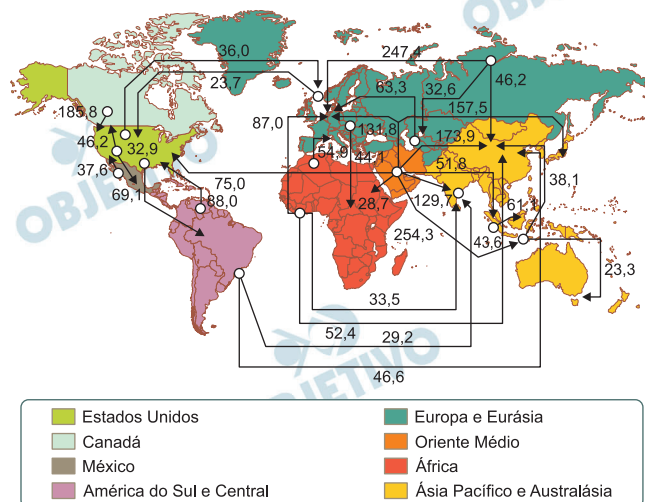 OBJETIVO
36,0
247,4
23,7
63,3
32,6
46,2
157,5
185,8
87,0
131,8
173,9
46,2
32,9
54,9
44,1
51,8
37,6
38,1
69,1
75,0
88,0
28,7
129,7
61,1
254,3
43,6
23,3
33,5
52,4
29,2
OBJETIVO
46,6
OBJETIVO
Estados Unidos
Canadá
México
América do Sul e Central
Europa e Eurásia
Oriente Médio
África
Ásia Pacífico e Australásia